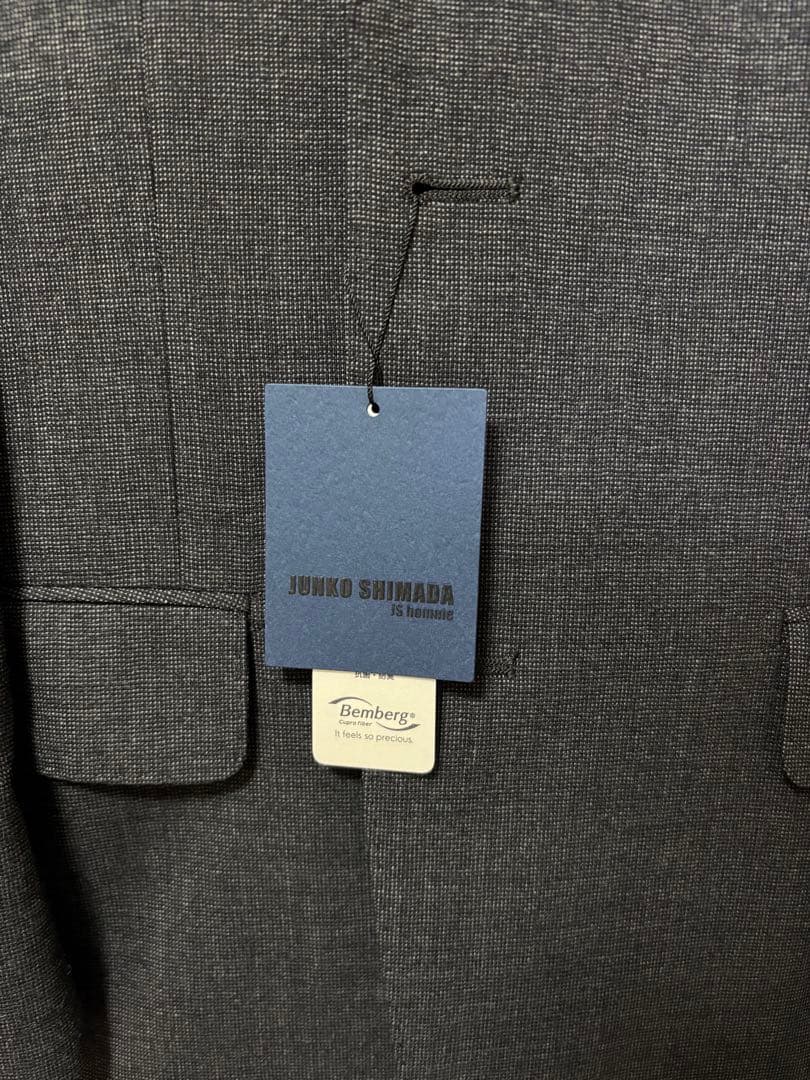 JUNKO SHIMADA
JS homme
抗菌・防臭
Bemberg®
Cupro fiber
It feels so precious.